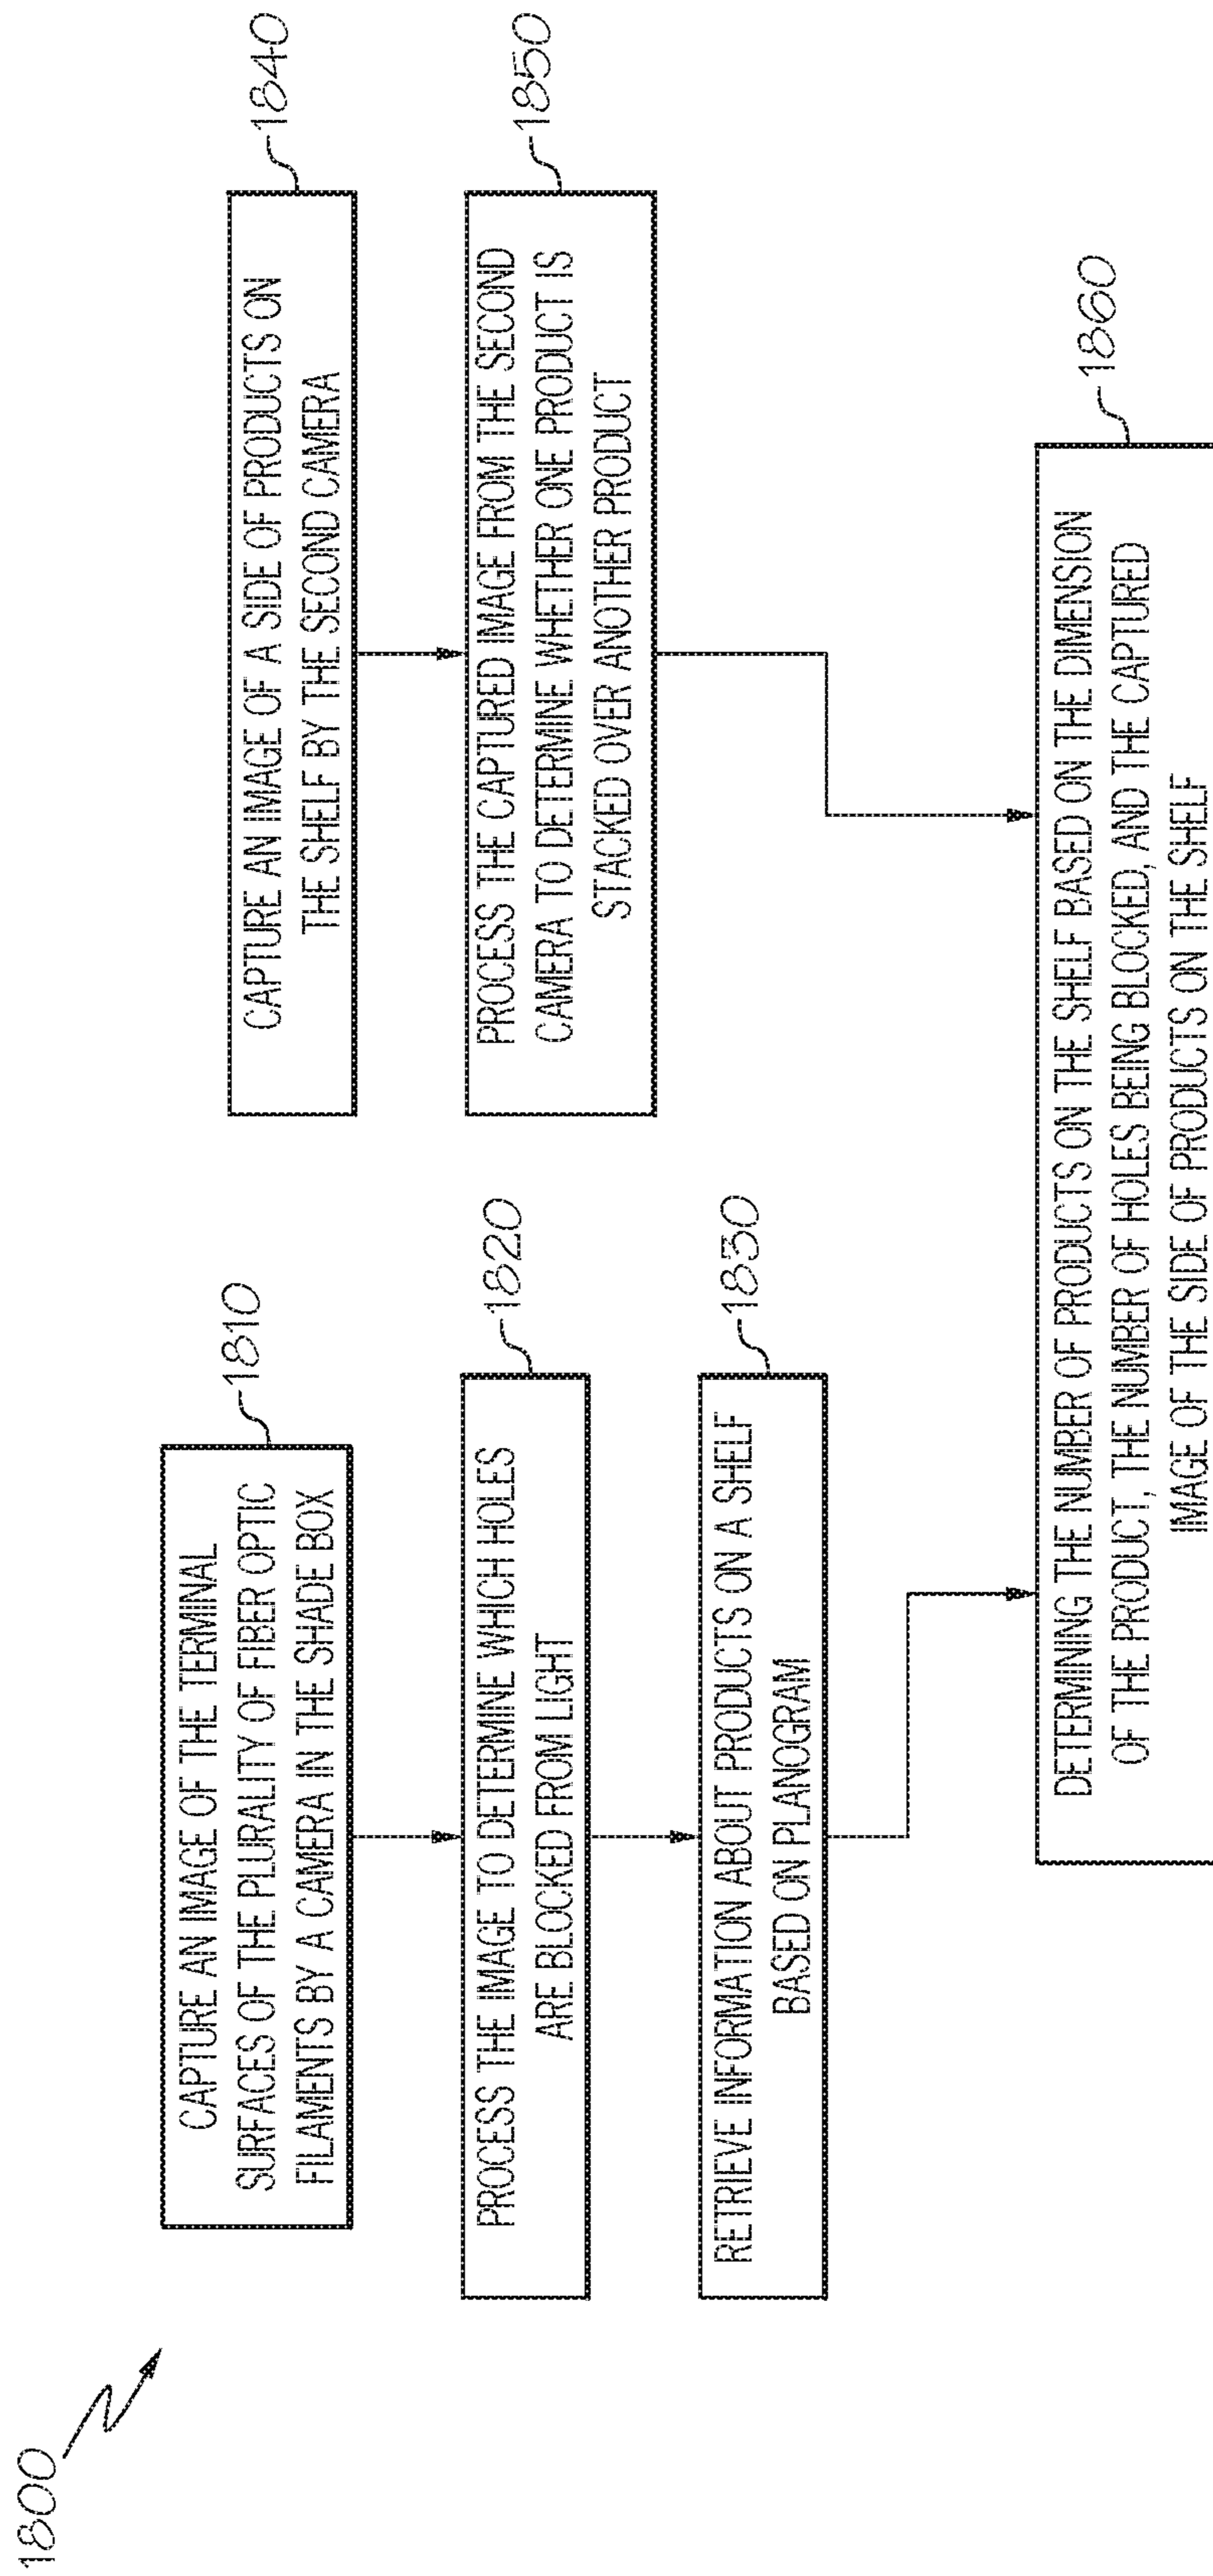 1800
1810
CAPTURE AN IMAGE OF THE TERMINAL
SURFACES OF THE PLURALITY OF FIBER OPTIC
FILAMENTS BY A CAMERA IN THE SHADE BOX
1820
PROCESS THE IMAGE TO DETERMINE WHICH HOLES
ARE BLOCKED FROM LIGHT
1830
RETRIEVE INFORMATION ABOUT PRODUCTS ON A SHELF
BASED ON PLANOGRAM
1840
CAPTURE AN IMAGE OF A SIDE OF PRODUCTS ON
THE SHELF BY THE SECOND CAMERA
1850
PROCESS THE CAPTURED IMAGE FROM THE SECOND
CAMERA TO DETERMINE WHETHER ONE PRODUCT IS
STACKED OVER ANOTHER PRODUCT
1860
DETERMINING THE NUMBER OF PRODUCTS ON THE SHELF BASED ON THE DIMENSION
OF THE PRODUCT, THE NUMBER OF HOLES BEING BLOCKED, AND THE CAPTURED
IMAGE OF THE SIDE OF PRODUCTS ON THE SHELF